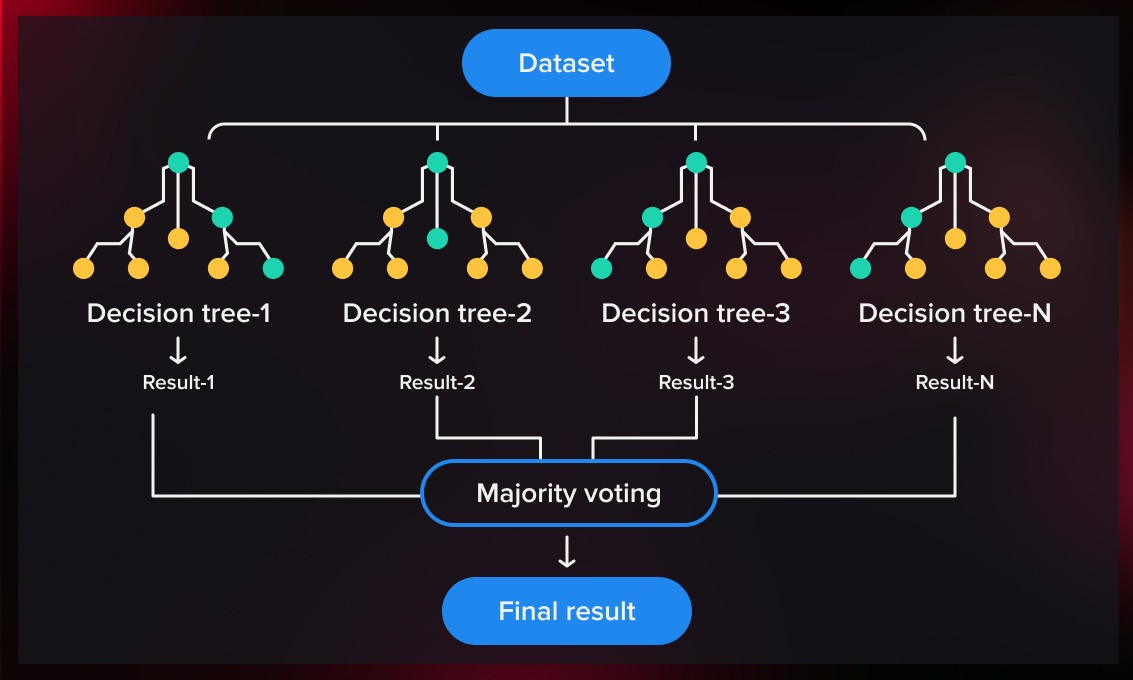 Dataset
Decision tree-1
Decision tree-2
Decision tree-3
Decision tree-N
Result-1
Result-2
Result-3
Result-N
Majority voting
Final result